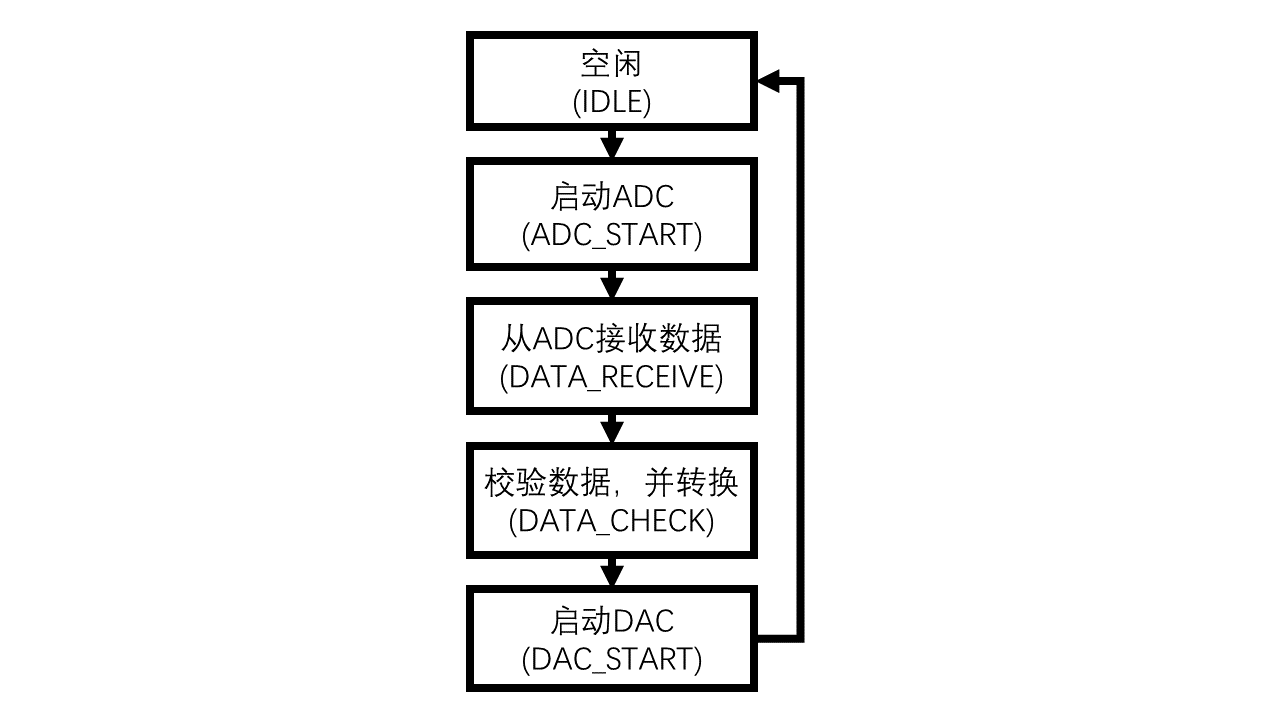 空闲
(IDLE)
启动ADC
(ADC_START)
从ADC接收数据
(DATA_RECEIVE)
校验数据，并转换
(DATA_CHECK)
启动DAC
(DAC_START)